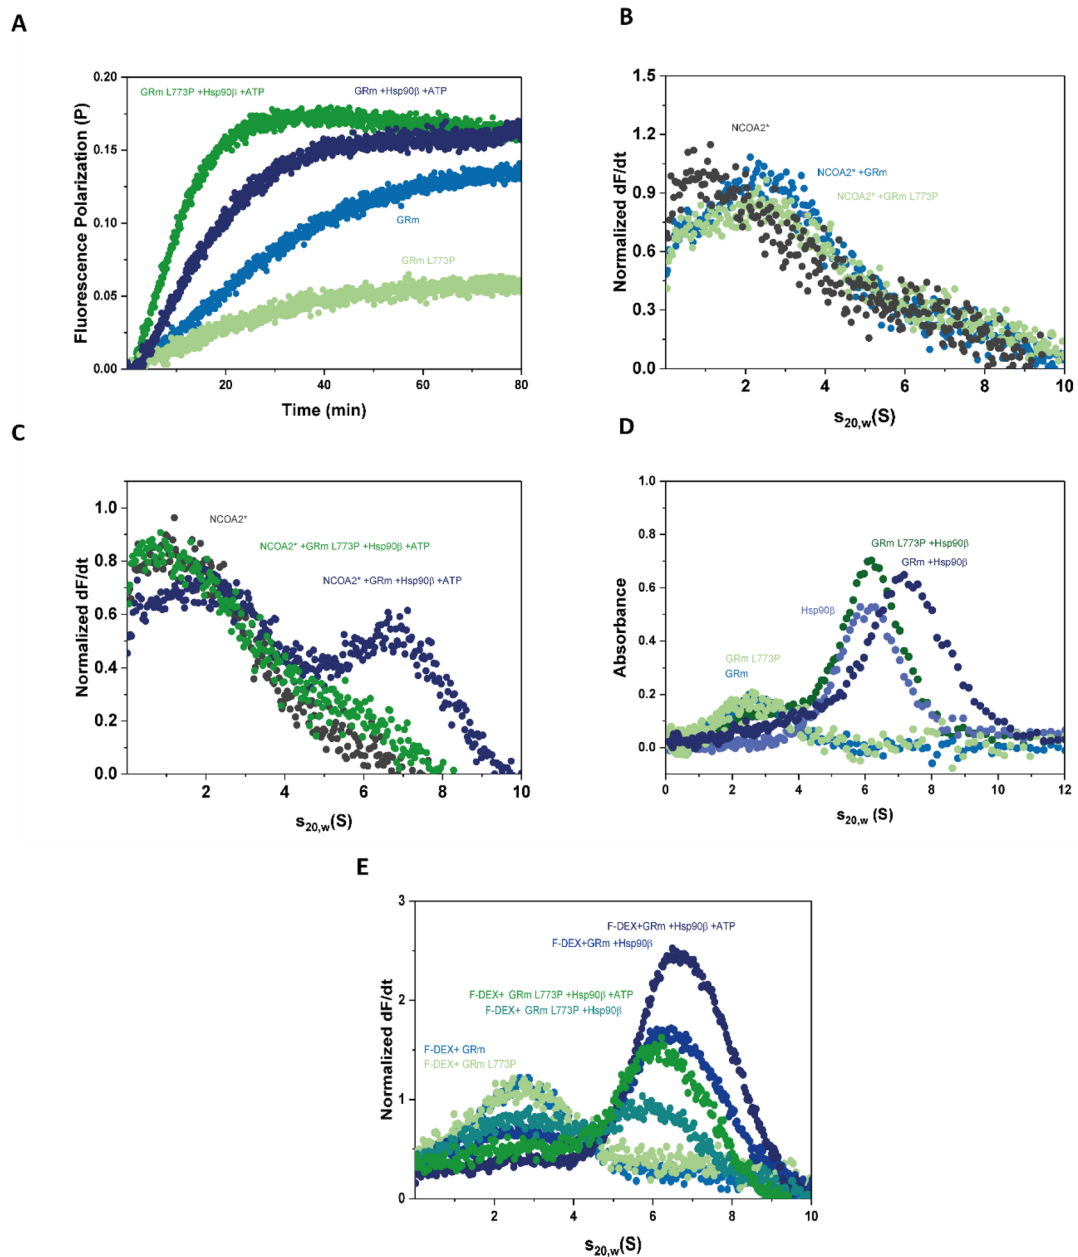 A
0.20
0.15
0.10
0.05
0.00
Fluorescence Polarization (P)
GRm L773P +Hsp90β +ATP
GRm +Hsp90β +ATP
GRm
GRm L773P
20
40
60
80
Time (min)
B
1.5
1.2
0.9
0.6
0.3
0.0
Normalized dF/dt
NCOA2*
NCOA2* +GRm
NCOA2* +GRm L773P
2
4
6
8
10
s20,w(S)
C
1.0
0.8
0.6
0.4
0.2
0.0
Normalized dF/dt
NCOA2*
NCOA2* +GRm L773P +Hsp90β +ATP
NCOA2* +GRm +Hsp90β +ATP
2
4
6
8
10
s20,w(S)
D
1.0
0.8
0.6
0.4
0.2
0.0
Absorbance
GRm L773P +Hsp90β
GRm +Hsp90β
Hsp90β
GRm L773P
GRm
0
2
4
6
8
10
12
s20,w (S)
E
3
2
1
0
Normalized dF/dt
F-DEX+GRm +Hsp90β +ATP
F-DEX+GRm +Hsp90β
F-DEX+ GRm L773P +Hsp90β +ATP
F-DEX+ GRm L773P +Hsp90β
F-DEX+ GRm
F-DEX+ GRm L773P
2
4
6
8
10
s20,w(S)